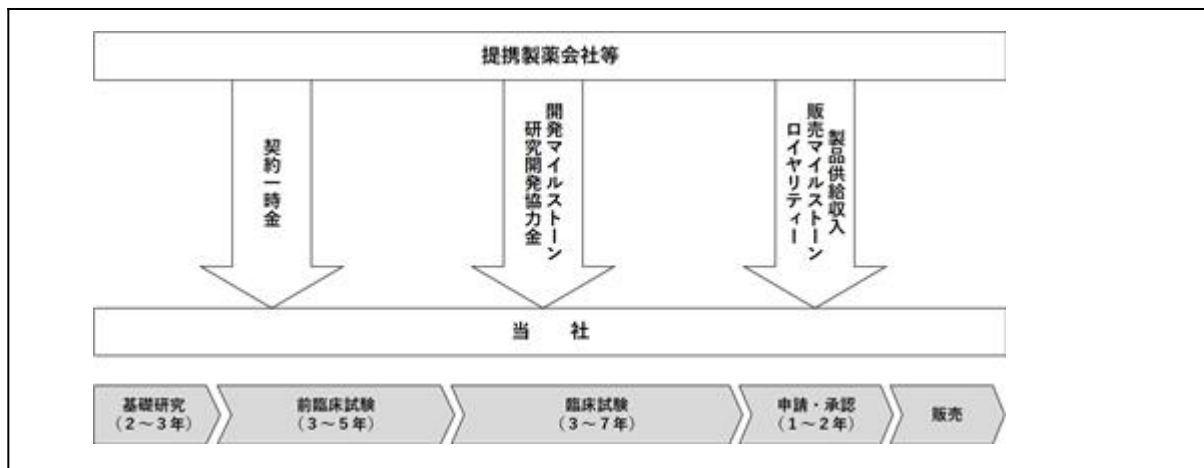 提携製薬会社等
契約一時金
開発マイルストーン
研究開発協力金
製品供給収入
販売マイルストーン
ロイヤリティー
当 社
基礎研究
（２～３年）
前臨床試験
（３～５年）
臨床試験
（３～７年）
申請・承認
（１～２年）
販売